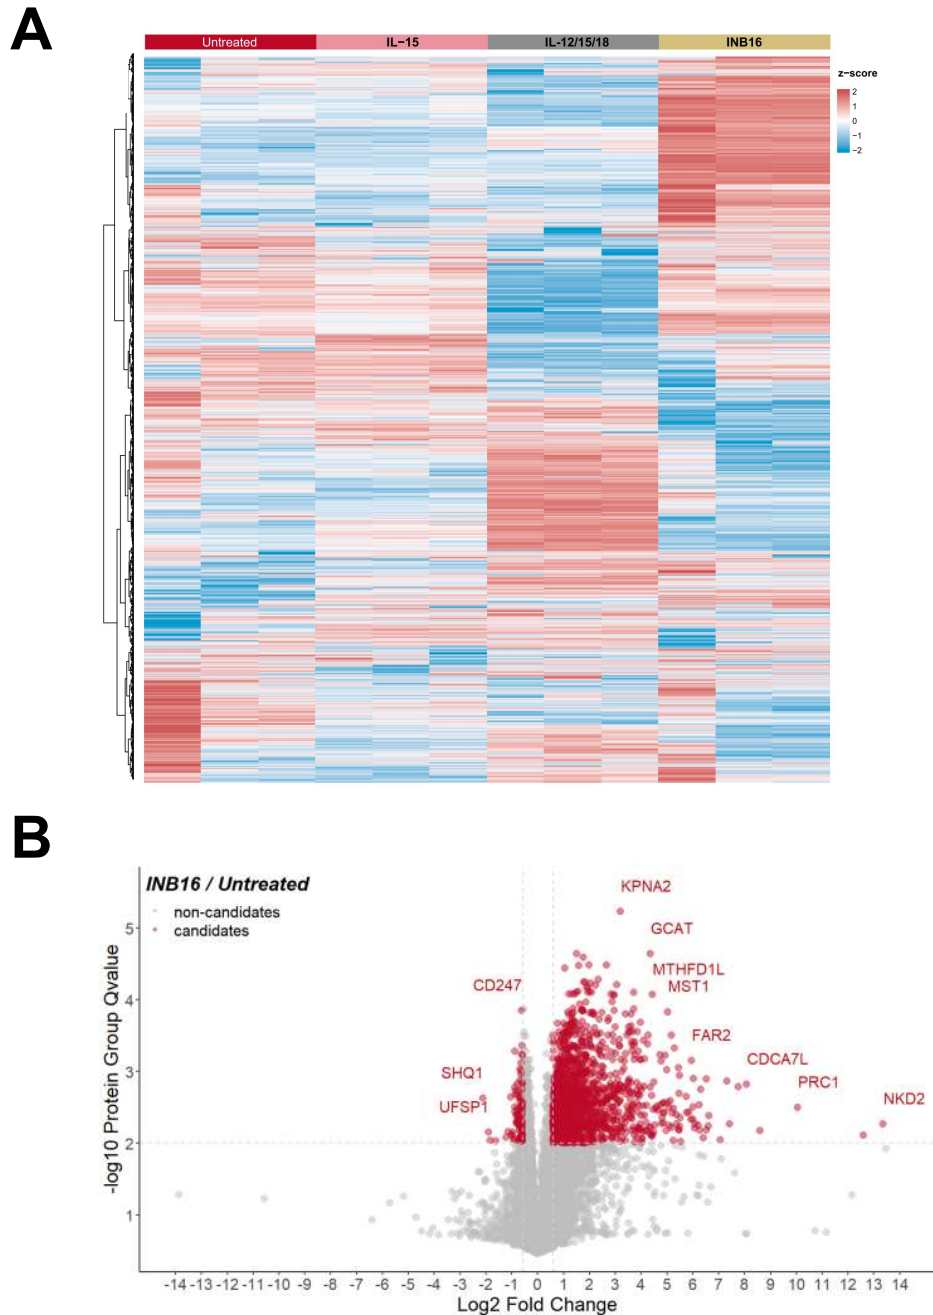 A
Untreated IL−15 IL-12/15/18 INB16
z−score
2
1
0
−1
−2
B
INB16 / Untreated
non-candidates
candidates
KPNA2
GCAT
MTHFD1L
MST1
CD247
FAR2
CDCA7L
SHQ1
PRC1
UFSP1
NKD2
-log10 Protein Group Qvalue
5
4
3
2
1
-14 -13 -12 -11 -10 -9 -8 -7 -6 -5 -4 -3 -2 -1 0 1 2 3 4 5 6 7 8 9 10 11 12 13 14
Log2 Fold Change